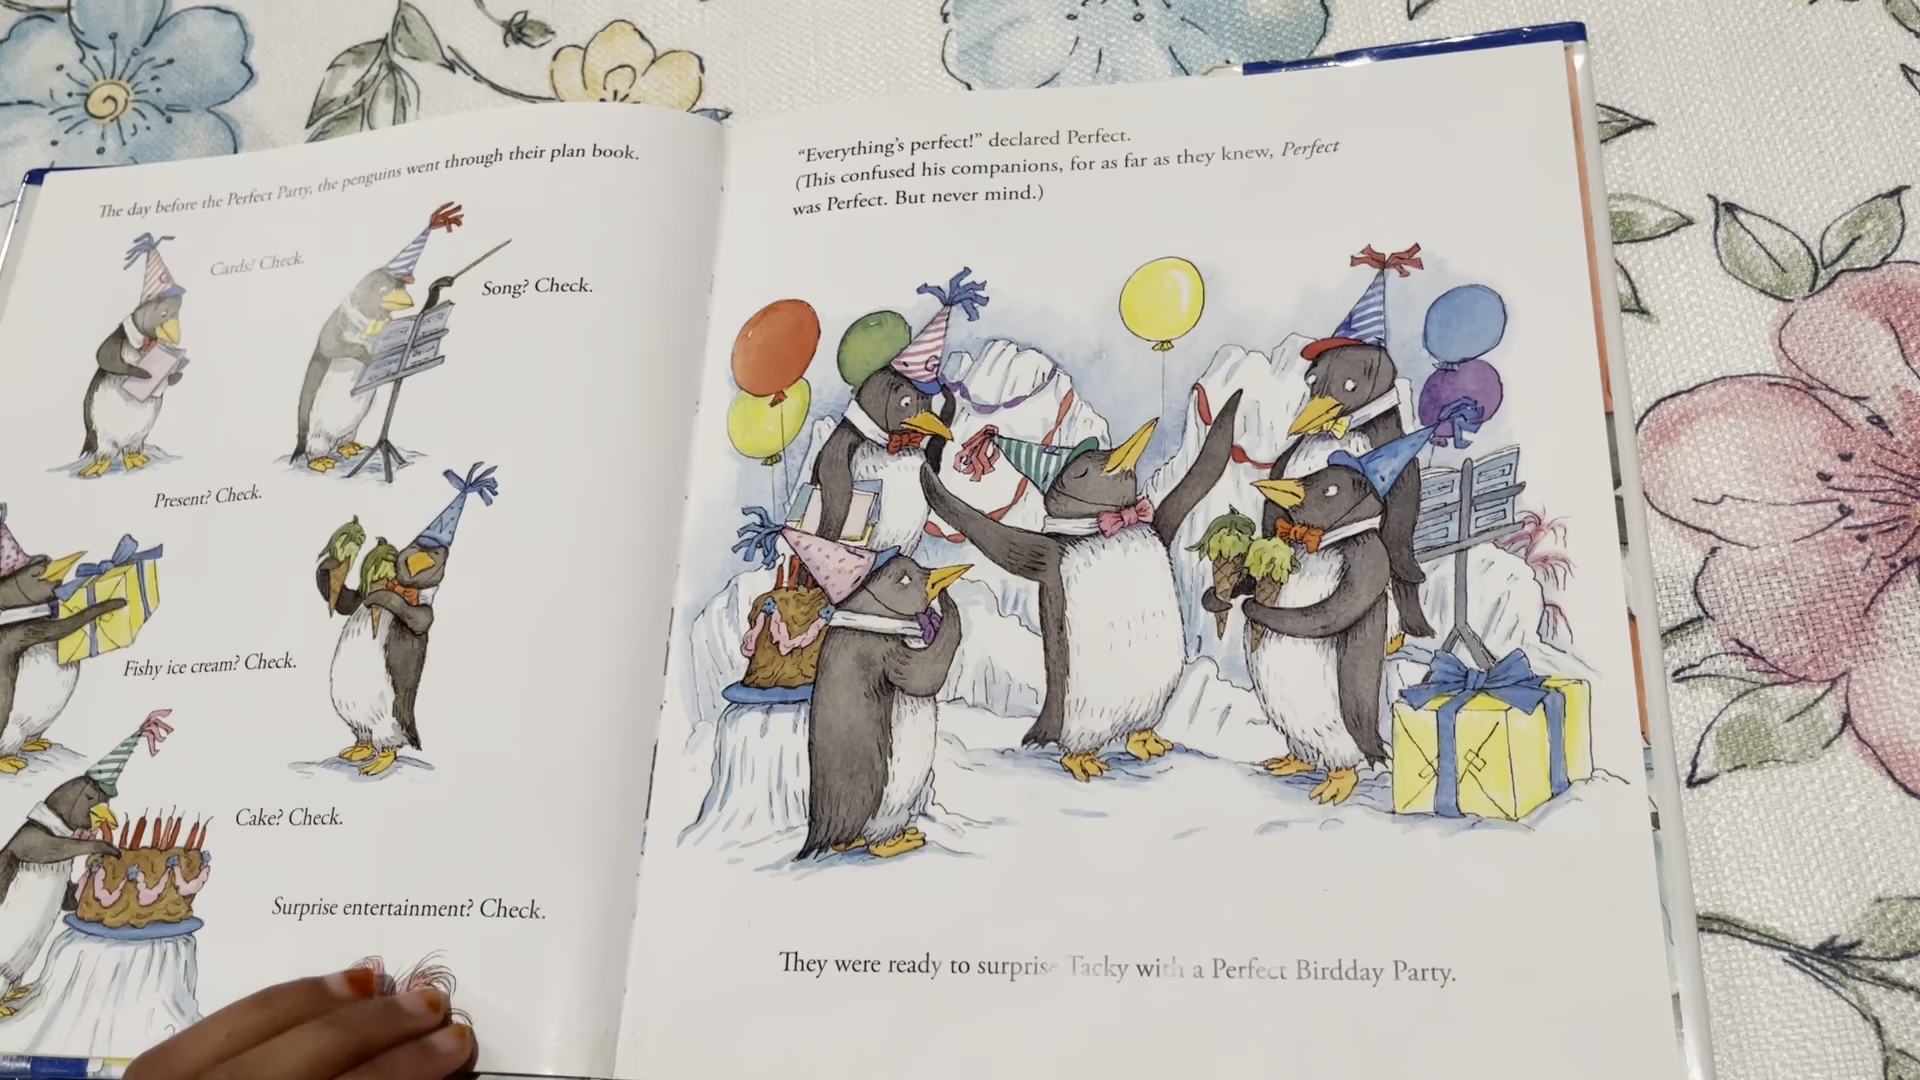 The day before the Perfect Party, the penguins went through their plan book.
Cards? Check.
Song? Check.
Present? Check.
Fishy ice cream? Check.
Cake? Check.
Surprise entertainment? Check.
“Everything’s perfect!” declared Perfect.
(This confused his companions, for as far as they knew, Perfect
was Perfect. But never mind.)
G
They were ready to surprise Tacky with a Perfect Birdday Party.